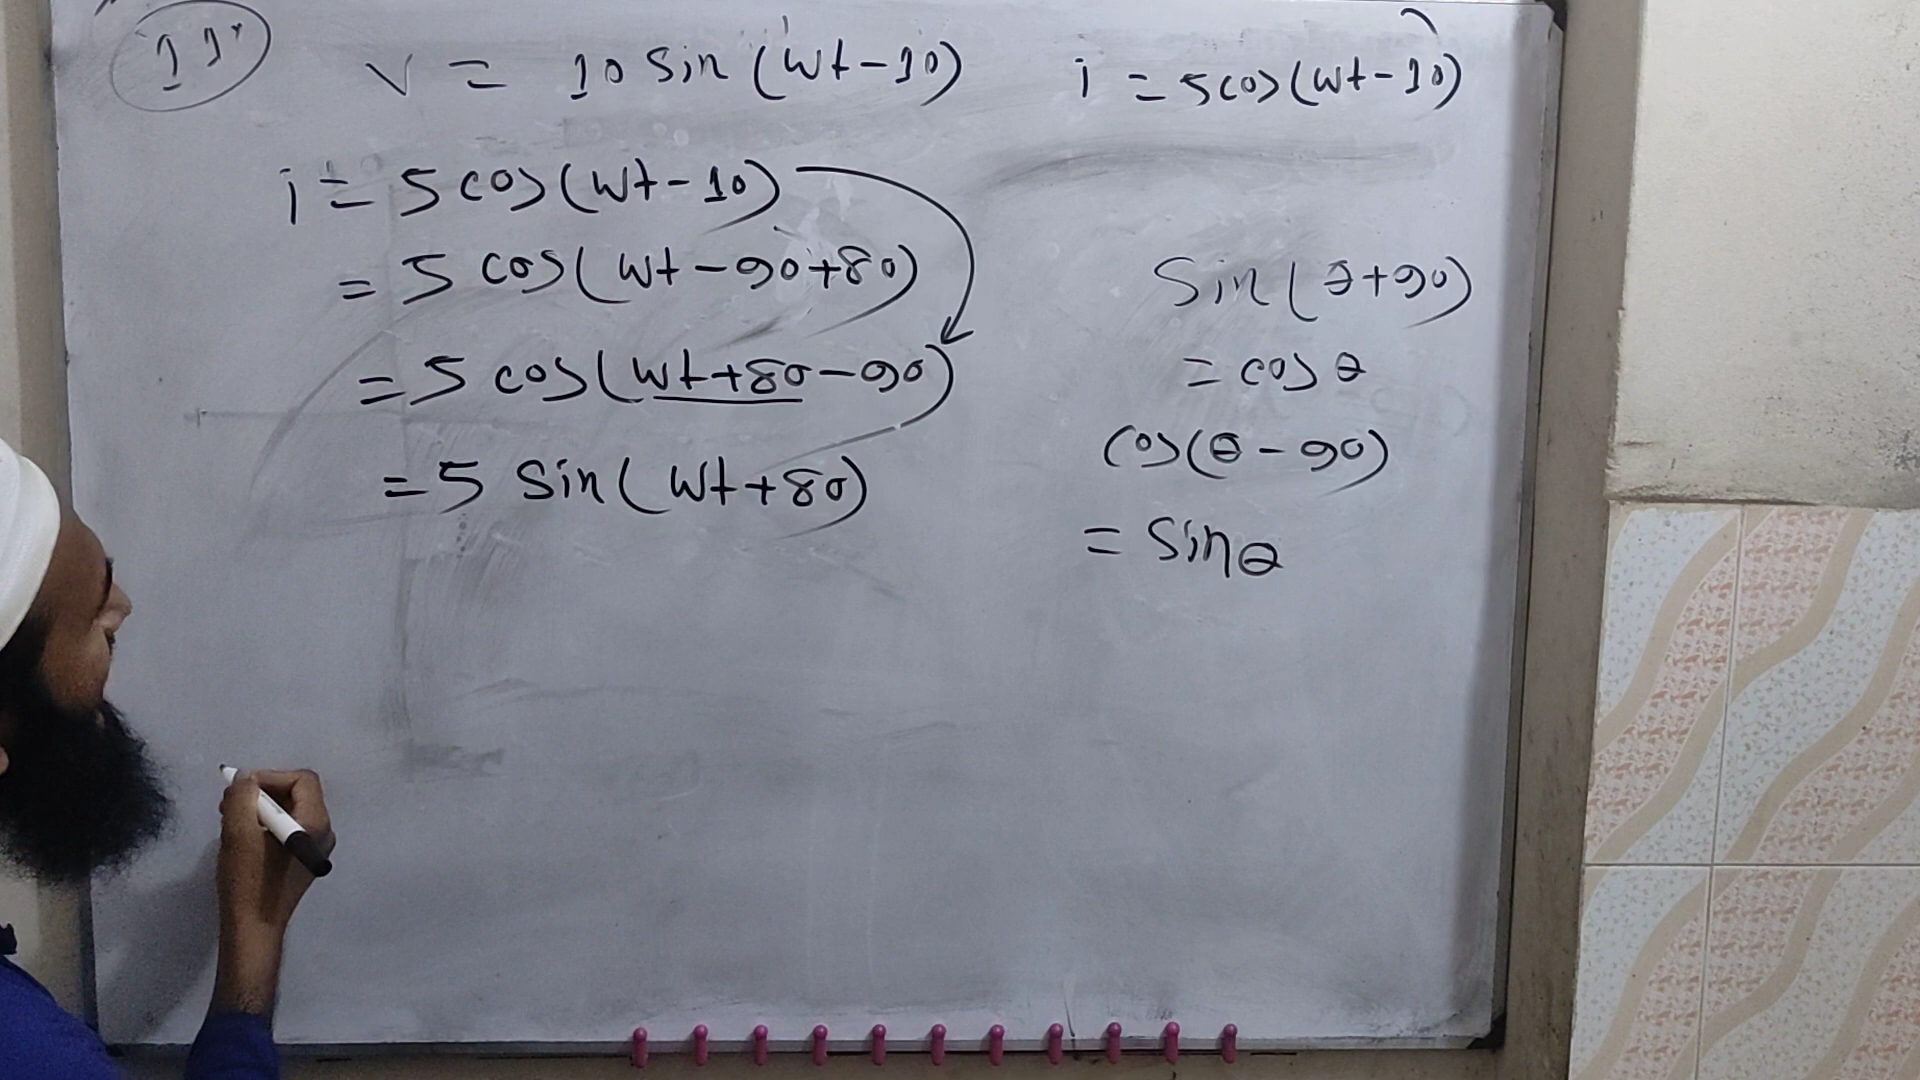 11.
v = 10 sin (wt-10) i = 5 cos (wt-10)
i = 5 cos (wt-10)
= 5 cos (wt-90+80)
= 5 cos (wt+80-90)
= 5 sin (wt+80)
Sin (θ+90)
= cos θ
cos (θ-90)
= sin θ